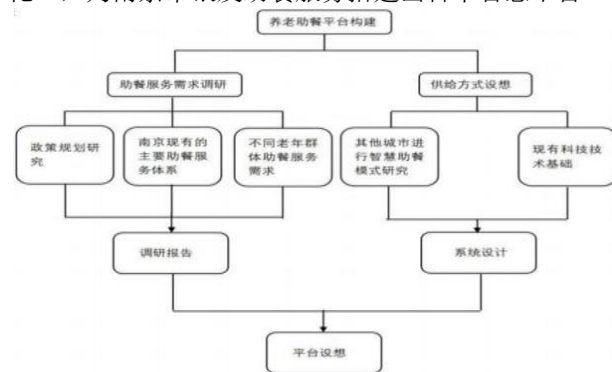 养老助餐平台构建
助餐服务需求调研
供给方式设想
政策规划研
究
南京现有的
主要助餐服
务体系
不同老年群
体助餐服务
需求
其他城市进
行智慧助餐
模式研究
现有科技技
术基础
调研报告
系统设计
平台设想